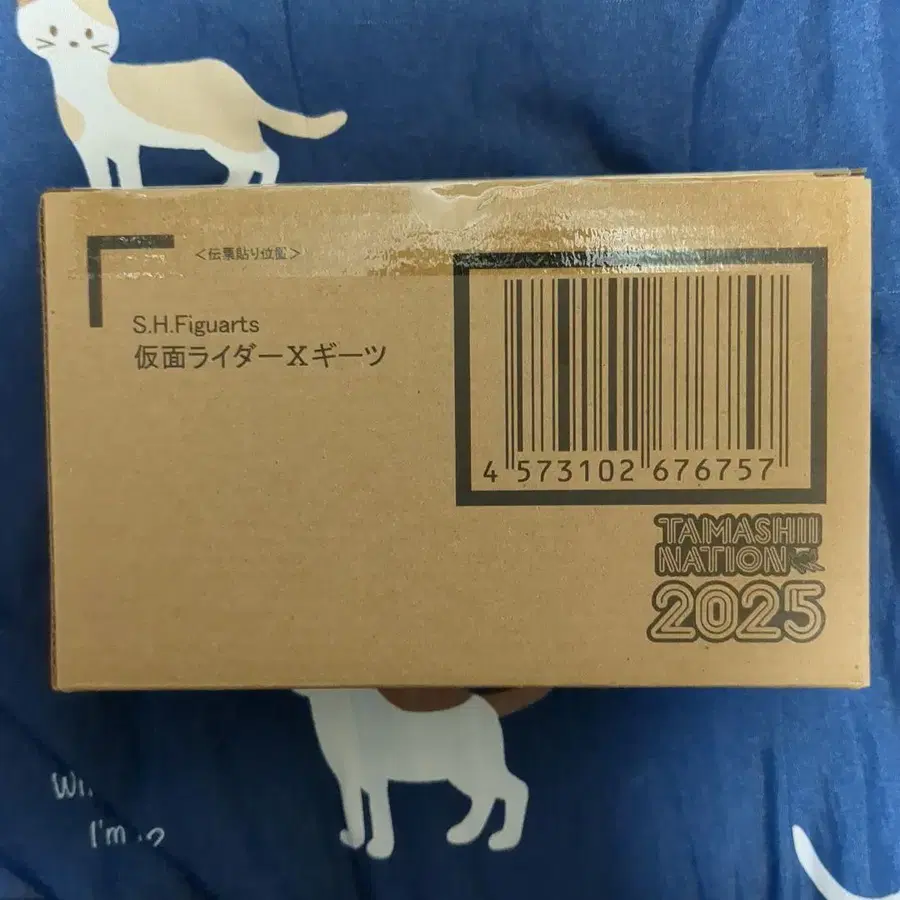 <伝票貼り位置>
S.H.Figuarts
仮面ライダーXギーツ
4 573102 676757
TAMASHII
NATION
2025
I'm